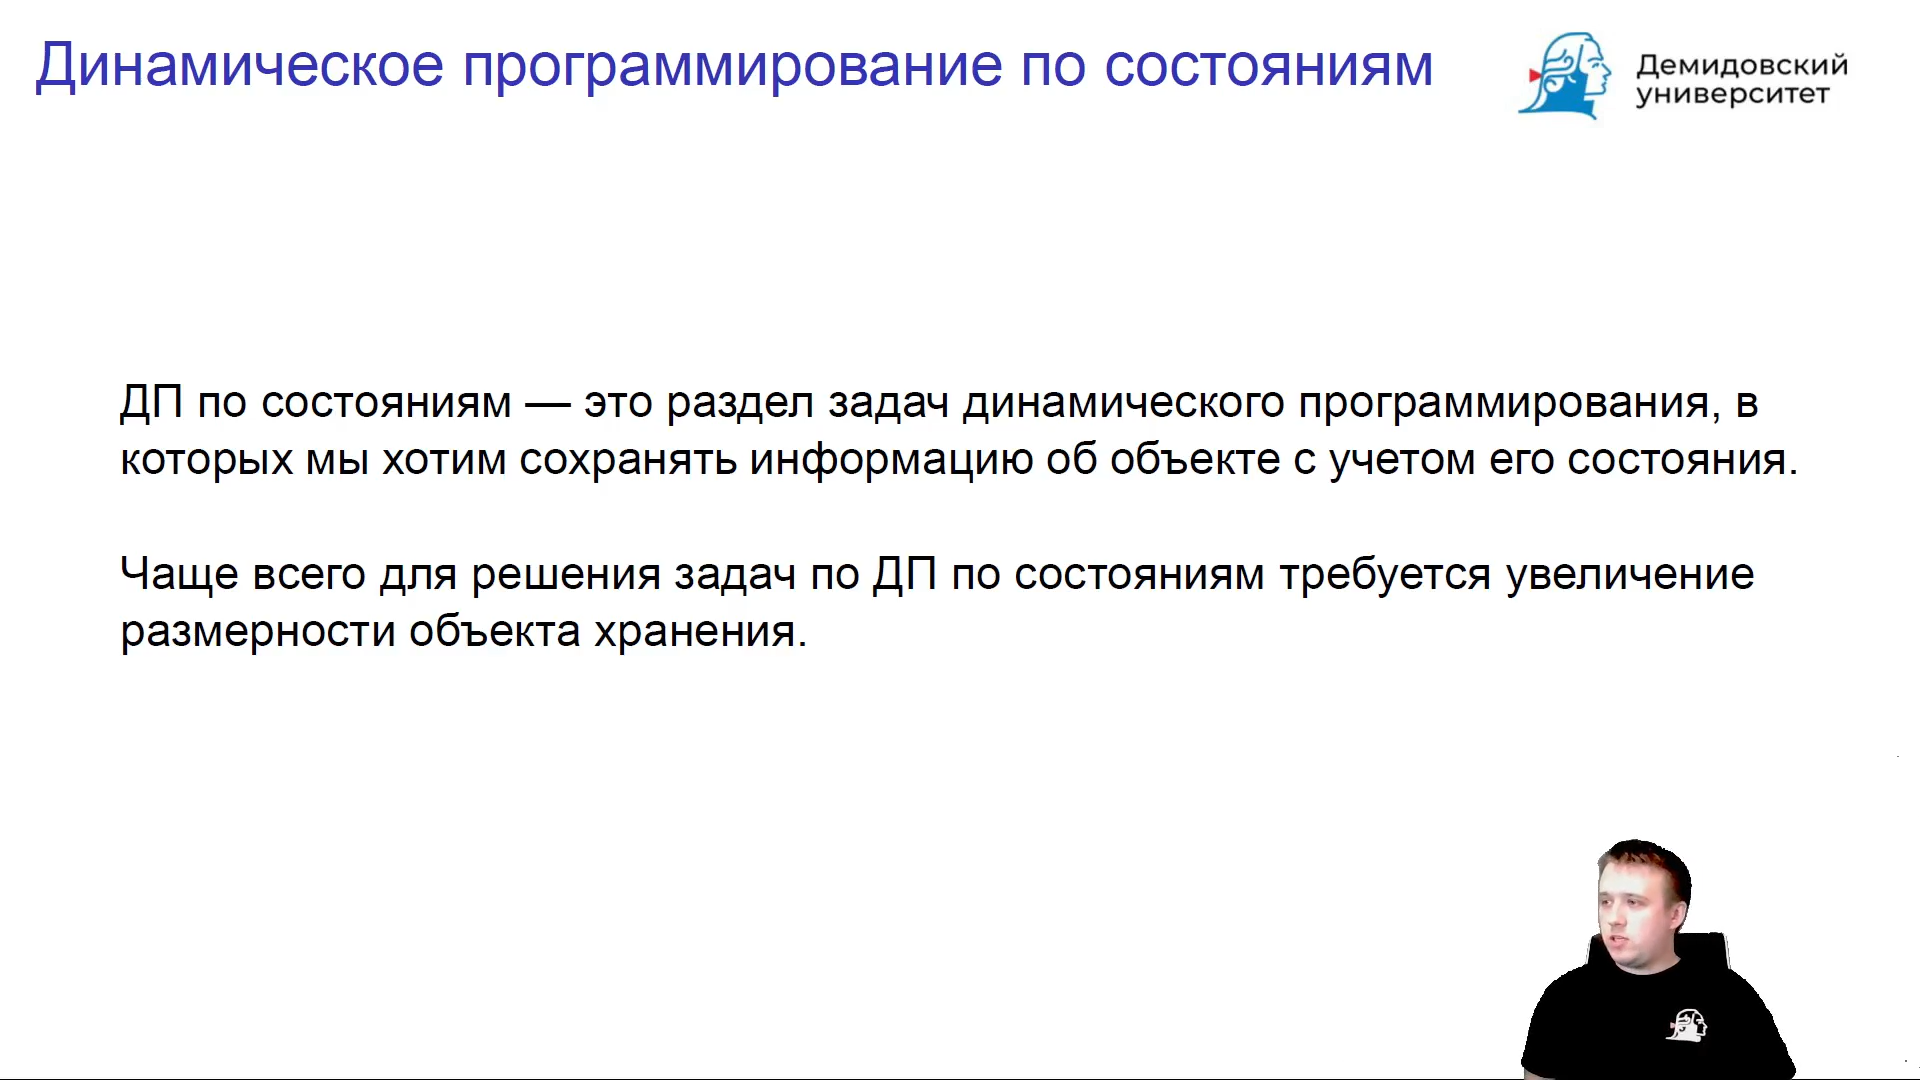 Динамическое программирование по состояниям
Демидовский
университет
ДП по состояниям — это раздел задач динамического программирования, в
которых мы хотим сохранять информацию об объекте с учетом его состояния.
Чаще всего для решения задач по ДП по состояниям требуется увеличение
размерности объекта хранения.